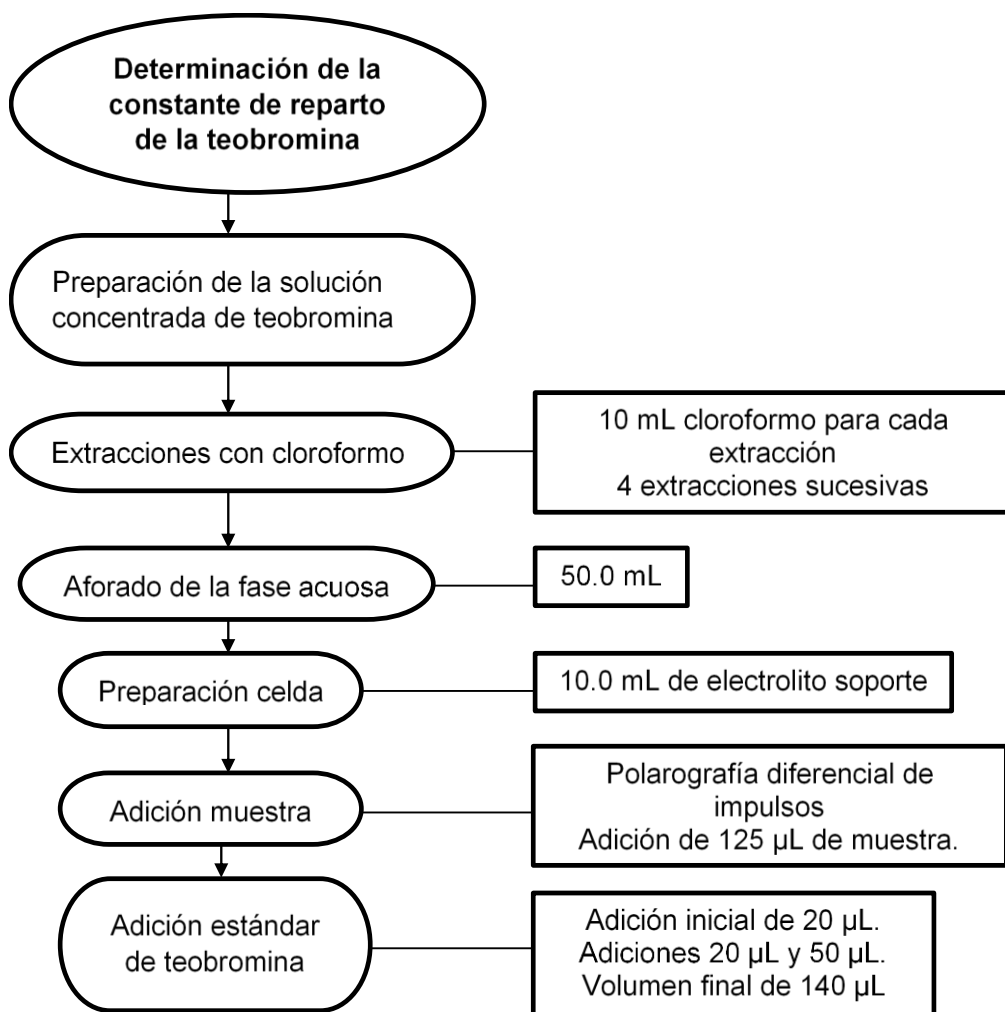 Determinación de la
constante de reparto
de la teobromina
Preparación de la solución
concentrada de teobromina
Extracciones con cloroformo
10 mL cloroformo para cada
extracción
4 extracciones sucesivas
Aforado de la fase acuosa
50.0 mL
Preparación celda
10.0 mL de electrolito soporte
Adición muestra
Polarografía diferencial de
impulsos
Adición de 125 µL de muestra.
Adición estándar
de teobromina
Adición inicial de 20 µL.
Adiciones 20 µL y 50 µL.
Volumen final de 140 µL